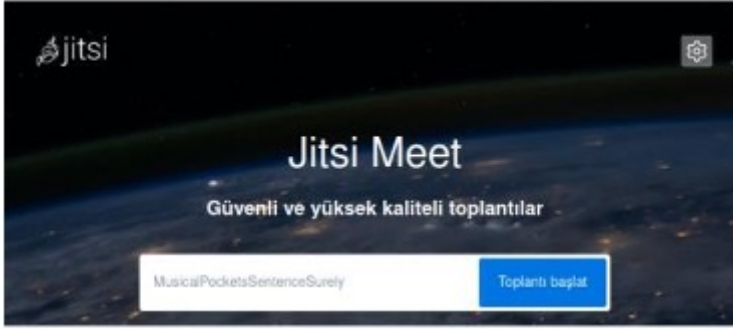 jitsi
Jitsi Meet
Güvenli ve yüksek kaliteli toplantılar
MusicalPocketsSentenceSurely
Toplantı başlat